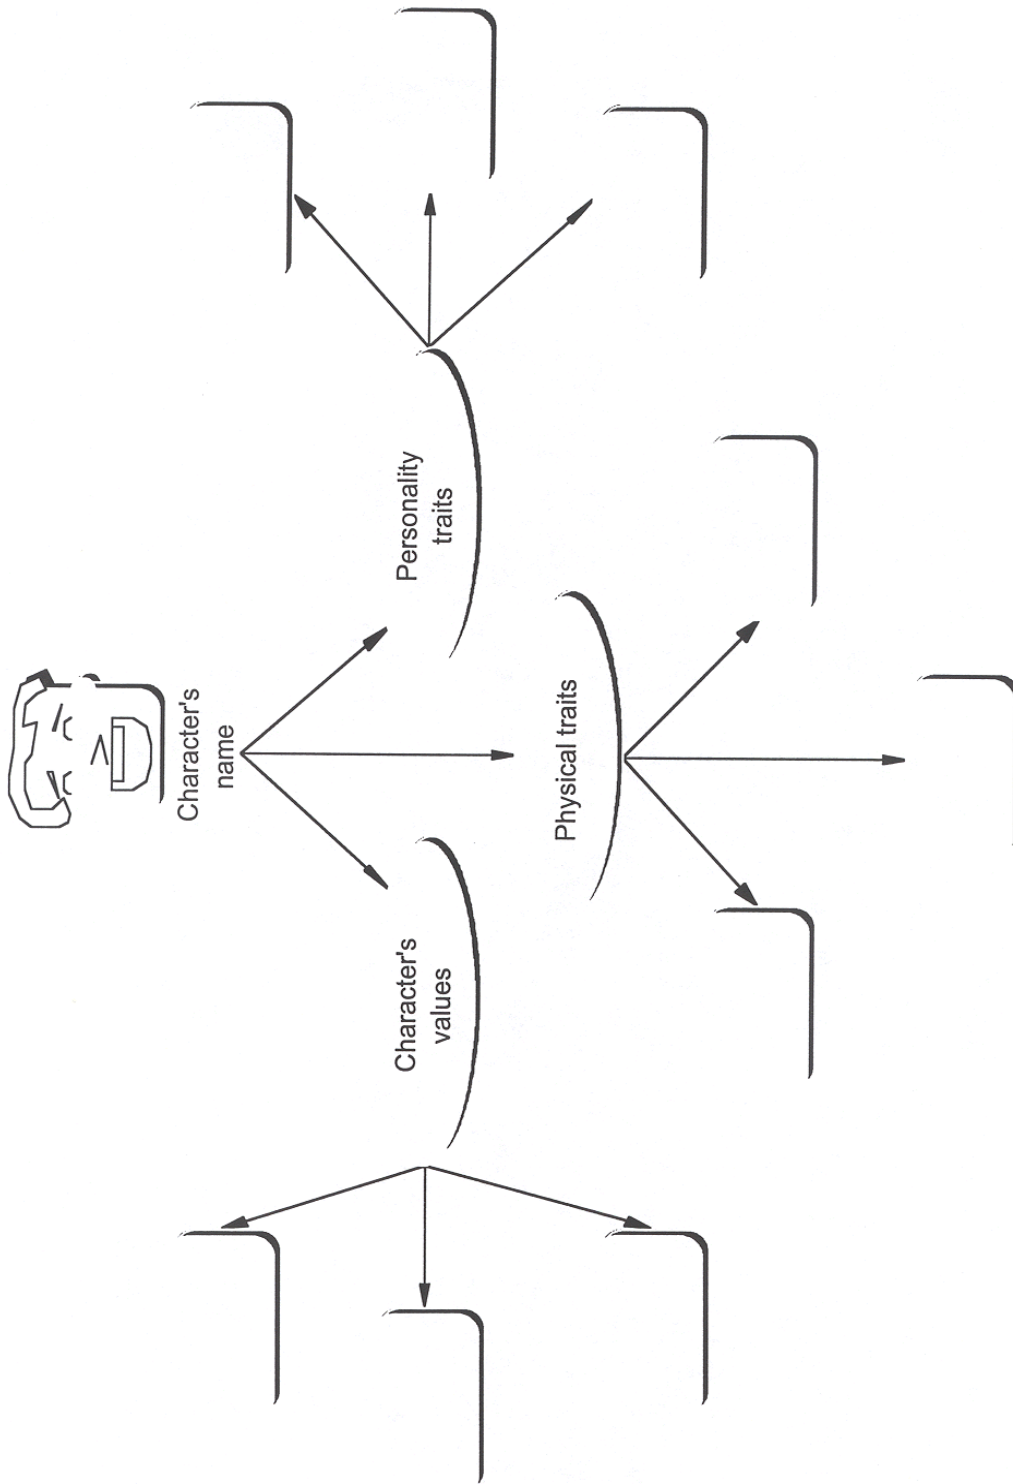 Character's
name
Character's
values
Physical traits
Personality
traits